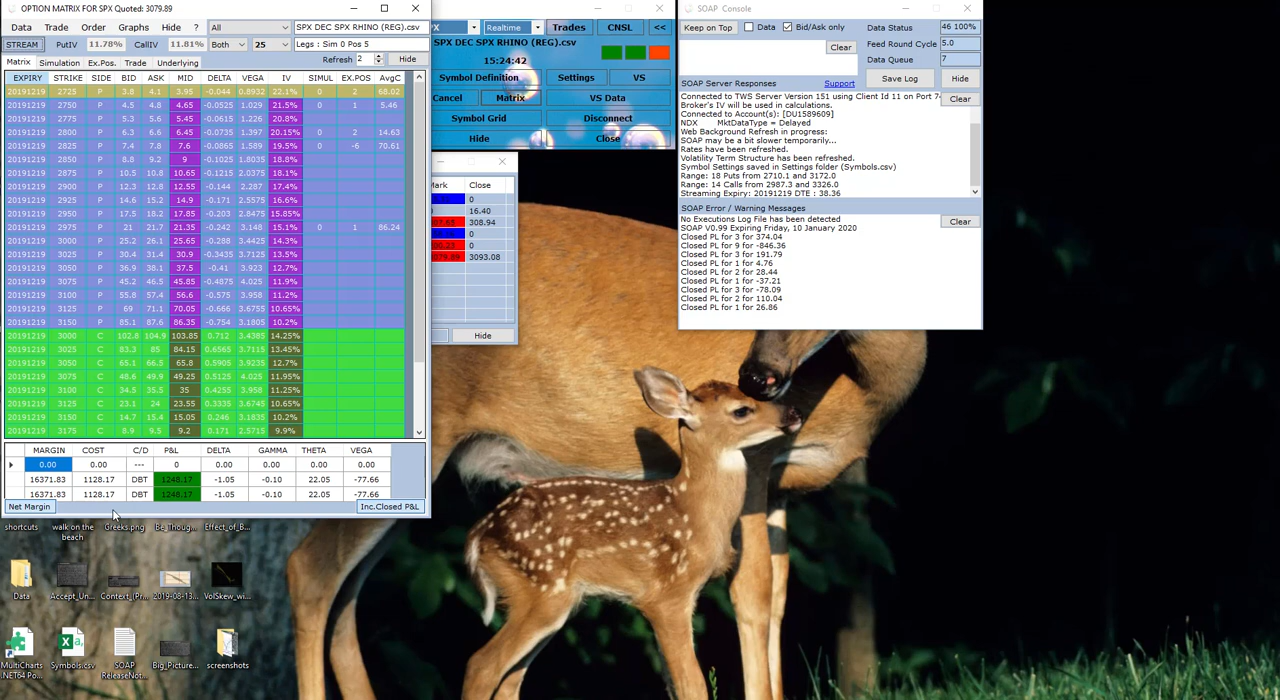 OPTION MATRIX FOR SPX Quoted: 3079.89
Data Trade Order Graphs Hide ? All SPX DEC SPX RHINO (REG).csv
STREAM PutIV 11.78% CallIV 11.81% Both 25 Legs : Sim 0 Pos 5
Matrix Simulation Ex.Pos. Trade Underlying Refresh 2 Hide
EXPIRY STRIKE SIDE BID ASK MID DELTA VEGA IV SIMUL EX.POS AvgC
20191219 2725 P 3.8 4.1 3.95 -0.044 0.8932 22.1% 0 2 68.02
20191219 2750 P 4.5 4.8 4.65 -0.0525 1.029 21.5% 0 1 5.46
20191219 2775 P 5.3 5.6 5.45 -0.0615 1.226 20.8%
20191219 2800 P 6.3 6.6 6.45 -0.0735 1.397 20.15% 0 2 14.63
20191219 2825 P 7.4 7.8 7.6 -0.0865 1.589 19.5% 0 -6 70.61
20191219 2850 P 8.8 9.2 9 -0.1025 1.8035 18.8%
20191219 2875 P 10.5 10.8 10.65 -0.1215 2.0375 18.1%
20191219 2900 P 12.3 12.8 12.55 -0.144 2.287 17.4%
20191219 2925 P 14.6 15.2 14.9 -0.171 2.5575 16.6%
20191219 2950 P 17.5 18.2 17.85 -0.203 2.8475 15.85%
20191219 2975 P 21 21.7 21.35 -0.242 3.148 15.1% 0 1 86.24
20191219 3000 P 25.2 26.1 25.65 -0.288 3.4425 14.3%
20191219 3025 P 30.4 31.4 30.9 -0.3435 3.7125 13.5%
20191219 3050 P 36.9 38.1 37.5 -0.41 3.923 12.7%
20191219 3075 P 45.2 46.5 45.85 -0.4875 4.025 11.9%
20191219 3100 P 55.8 57.4 56.6 -0.575 3.958 11.2%
20191219 3125 P 69 71.1 70.05 -0.666 3.6755 10.65%
20191219 3150 P 85.1 87.6 86.35 -0.754 3.1805 10.2%
20191219 3000 C 102.8 104.9 103.85 0.712 3.4385 14.25%
20191219 3025 C 83.3 85 84.15 0.6565 3.7115 13.45%
20191219 3050 C 65.1 66.5 65.8 0.5905 3.9235 12.7%
20191219 3075 C 48.6 49.9 49.25 0.5125 4.025 11.95%
20191219 3100 C 34.5 35.5 35 0.4255 3.958 11.25%
20191219 3125 C 23.1 24 23.55 0.3335 3.6745 10.65%
20191219 3150 C 14.7 15.4 15.05 0.246 3.1835 10.2%
20191219 3175 C 8.9 9.5 9.2 0.171 2.5715 9.9%
MARGIN COST C/D P&L DELTA GAMMA THETA VEGA
0.00 0.00 --- 0 0.00 0.00 0.00 0.00
16371.83 1128.17 DBT 1248.17 -1.05 -0.10 22.05 -77.66
16371.83 1128.17 DBT 1248.17 -1.05 -0.10 22.05 -77.66
Net Margin Inc.Closed P&L
Realtime Trades CNSL <<
SPX DEC SPX RHINO (REG).csv
15:24:42
Symbol Definition Settings VS
Cancel Matrix VS Data
Symbol Grid Disconnect
Hide Close
Close
0
16.40
308.94
0
0
3093.08
Hide
SOAP Console
Keep on Top Data Bid/Ask only Data Status 46 100%
Clear Feed Round Cycle 5.0
Data Queue 7
SOAP Server Responses Support Save Log Hide
Connected to TWS Server Version 151 using Client Id 11 on Port 74 Clear
Broker's IV will be used in calculations.
Connected to Account(s): [DU1589609]
NDX MktDataType = Delayed
Web Background Refresh in progress:
SOAP may be a bit slower temporarily...
Rates have been refreshed.
Volatility Term Structure has been refreshed.
Symbol Settings saved in Settings folder (Symbols.csv)
Range: 18 Puts from 2710.1 and 3172.0
Range: 14 Calls from 2987.3 and 3326.0
Streaming Expiry: 20191219 DTE : 38.36
SOAP Error / Warning Messages
No Executions Log File has been detected Clear
SOAP V0.99 Expiring Friday, 10 January 2020
Closed PL for 3 for 374.04
Closed PL for 9 for -846.36
Closed PL for 3 for 191.79
Closed PL for 1 for 4.76
Closed PL for 2 for 28.44
Closed PL for 1 for -37.21
Closed PL for 3 for -78.09
Closed PL for 2 for 110.04
Closed PL for 1 for 26.86
shortcuts walk on the beach Greeks.png Be_Thoug... Effect_of_B...
Data Accept_Un... Context_(Pr... 2019-08-13... VolSkew_wi...
MultiCharts .NET64 Po... Symbols.csv SOAP ReleaseNot... Big_Picture... screenshots